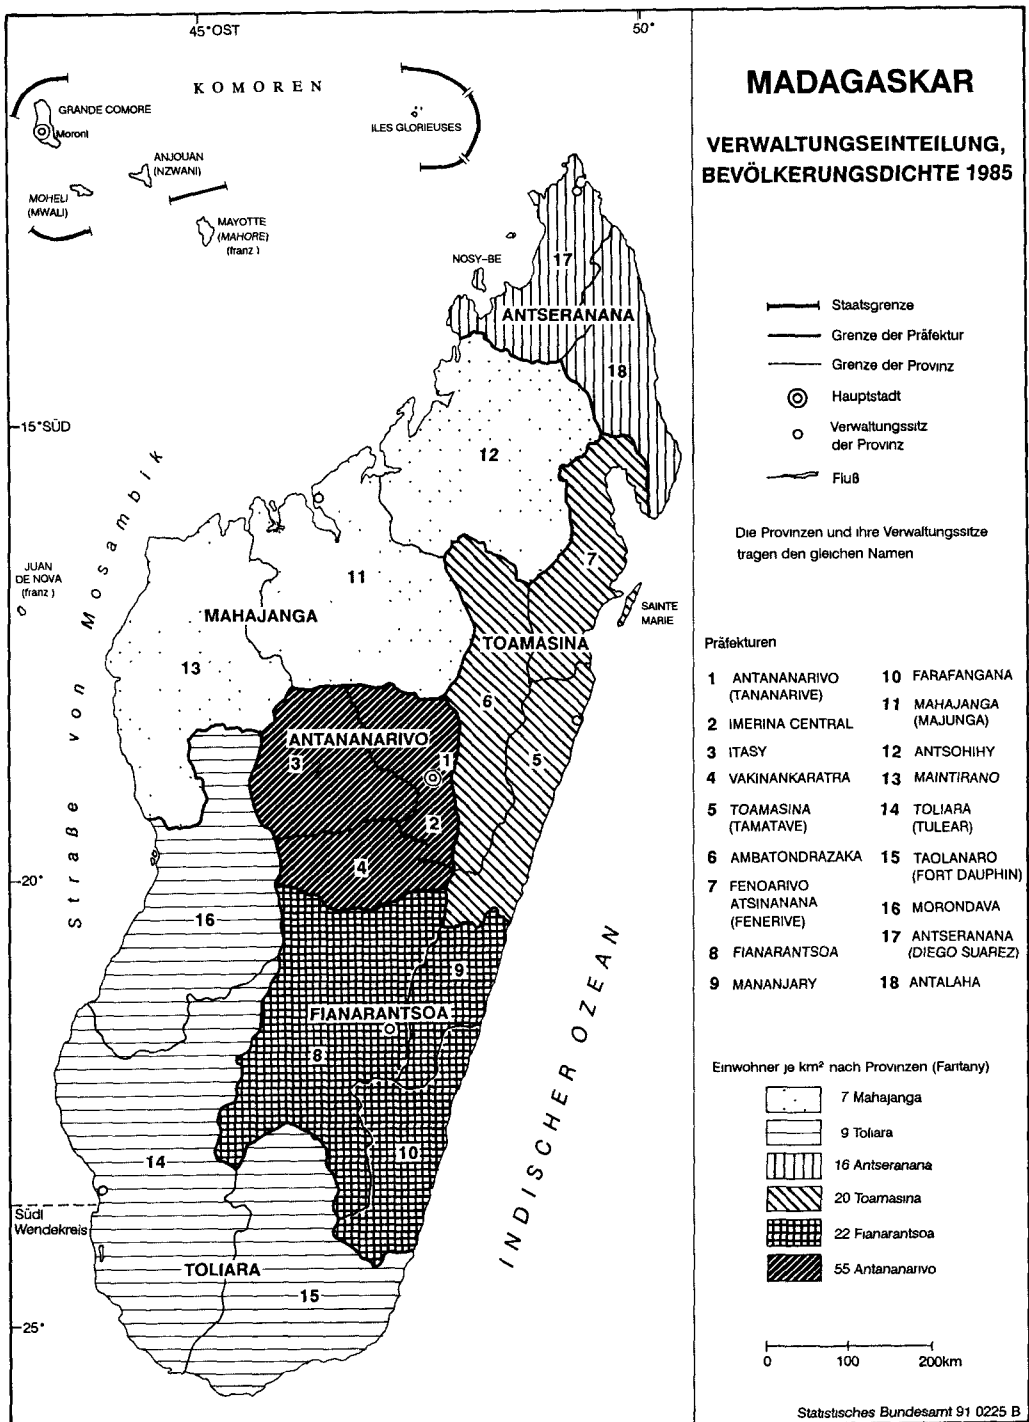 45°OST
50°
KOMOREN
GRANDE COMORE
Moroni
ILES GLORIEUSES
ANJOUAN
(NZWANI)
MOHELI
(MWALI)
MAYOTTE
(MAHORE)
(franz)
NOSY-BE
17
ANTSERANANA
18
15°SÜD
12
Straße von Mosambik
JUAN
DE NOVA
(franz)
11
7
MAHAJANGA
SAINTE
MARIE
TOAMASINA
13
6
ANTANANARIVO
3
1
5
2
4
20°
16
9
FIANARANTSOA
8
INDISCHER OZEAN
10
14
Südl
Wendekreis
TOLIARA
15
25°
MADAGASKAR
VERWALTUNGSEINTEILUNG,
BEVÖLKERUNGSDICHTE 1985
Staatsgrenze
Grenze der Präfektur
Grenze der Provinz
Hauptstadt
Verwaltungssitz
der Provinz
Fluß
Die Provinzen und ihre Verwaltungssitze
tragen den gleichen Namen
Präfekturen
1 ANTANANARIVO
(TANANARIVE)
2 IMERINA CENTRAL
3 ITASY
4 VAKINANKARATRA
5 TOAMASINA
(TAMATAVE)
6 AMBATONDRAZAKA
7 FENOARIVO
ATSINANANA
(FENERIVE)
8 FIANARANTSOA
9 MANANJARY
10 FARAFANGANA
11 MAHAJANGA
(MAJUNGA)
12 ANTSOHIHY
13 MAINTIRANO
14 TOLIARA
(TULEAR)
15 TAOLANARO
(FORT DAUPHIN)
16 MORONDAVA
17 ANTSERANANA
(DIEGO SUAREZ)
18 ANTALAHA
Einwohner je km² nach Provinzen (Faritany)
7 Mahajanga
9 Toliara
16 Antseranana
20 Toamasina
22 Fianarantsoa
55 Antananarivo
0 100 200km
Statistisches Bundesamt 91 0225 B